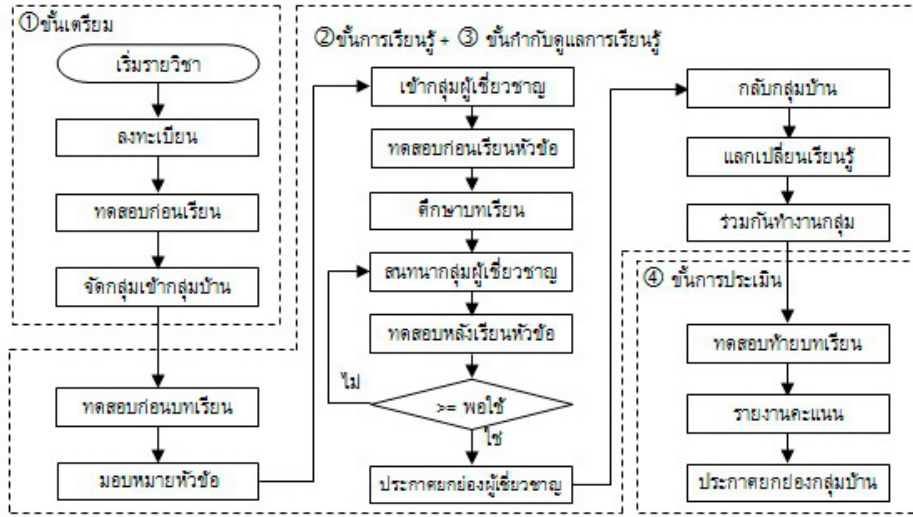 ①ขั้นเตรียม
เริ่มรายวิชา
ลงทะเบียน
ทดสอบก่อนเรียน
จัดกลุ่มเข้ากลุ่มบ้าน
ทดสอบก่อนบทเรียน
มอบหมายหัวข้อ
②ขั้นการเรียนรู้ + ③ ขั้นกำกับดูแลการเรียนรู้
เข้ากลุ่มผู้เชี่ยวชาญ
ทดสอบก่อนเรียนหัวข้อ
ศึกษาบทเรียน
สนทนากลุ่มผู้เชี่ยวชาญ
ทดสอบหลังเรียนหัวข้อ
ไม่
>= พอใช้
ใช่
ประกาศยกย่องผู้เชี่ยวชาญ
กลับกลุ่มบ้าน
แลกเปลี่ยนเรียนรู้
ร่วมกันทำงานกลุ่ม
④ ขั้นการประเมิน
ทดสอบท้ายบทเรียน
รายงานคะแนน
ประกาศยกย่องกลุ่มบ้าน